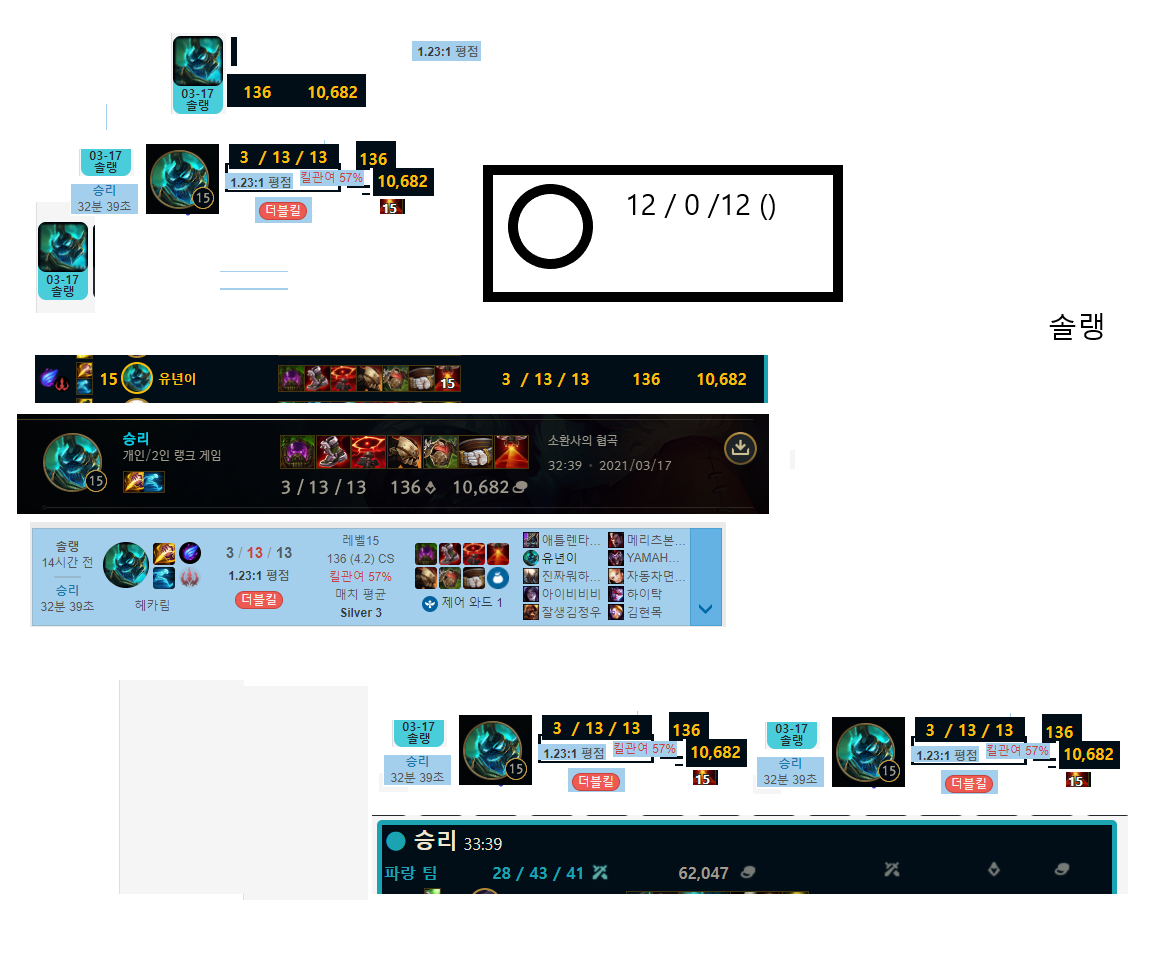 1.23:1 평점
03-17
솔랭
136 10,682
03-17
솔랭
승리
32분 39초
15
3 / 13 / 13
1.23:1 평점
킬관여 57%
더블킬
136
10,682
15
03-17
솔랭
12 / 0 /12 ()
솔랭
15 유년이 15 3 / 13 / 13 136 10,682
승리
개인/2인 랭크 게임
15
3 / 13 / 13 136 10,682
소환사의 협곡
32:39 • 2021/03/17
솔랭
14시간 전
승리
32분 39초
헤카림
3 / 13 / 13
1.23:1 평점
더블킬
레벨15
136 (4.2) CS
킬관여 57%
매치 평균
Silver 3
제어 와드 1
애틀렌타...
유년이
진짜뭐하...
아이비비비
잘생김정우
메리츠본...
YAMAH...
자동차면...
하이탁
김현목
03-17
솔랭
승리
32분 39초
15
3 / 13 / 13
1.23:1 평점
킬관여 57%
더블킬
136
10,682
15
03-17
솔랭
승리
32분 39초
15
3 / 13 / 13
1.23:1 평점
킬관여 57%
더블킬
136
10,682
15
승리 33:39
파랑 팀 28 / 43 / 41 62,047